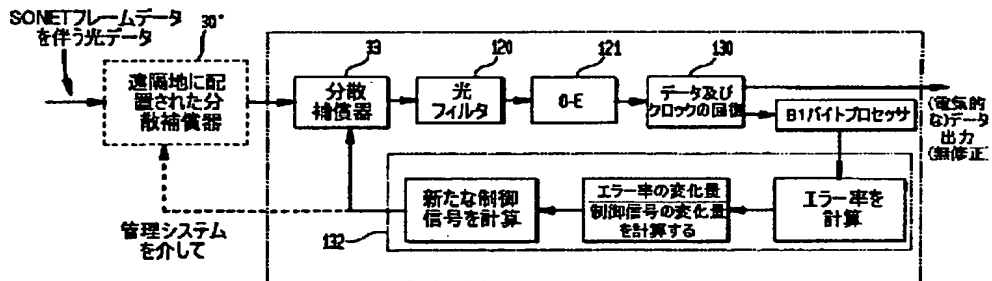 SONETフレームデータ
を伴う光データ
30"
遠隔地に配
置された分
散補償器
33
分散
補償器
120
光
フィルタ
121
O-E
130
データ及び
クロックの回復
B1バイトプロセッサ
(電気的
な)データ
出力
(無修正)
新たな制御
信号を計算
エラー率の変化量
制御信号の変化量
を計算する
エラー率を
計算
132
管理システム
を介して